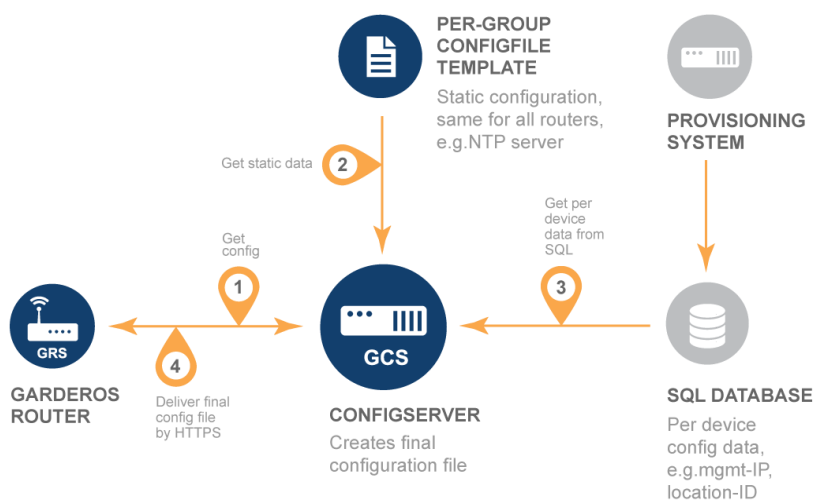 PER-GROUP
CONFIGFILE
TEMPLATE
Static configuration,
same for all routers,
e.g.NTP server
PROVISIONING
SYSTEM
Get static data
2
Get per
device
data from
SQL
3
Get
config
1
GRS
GCS
4
Deliver final
config file
by HTTPS
GARDEROS
ROUTER
CONFIGSERVER
Creates final
configuration file
SQL DATABASE
Per device
config data,
e.g.mgmt-IP,
location-ID